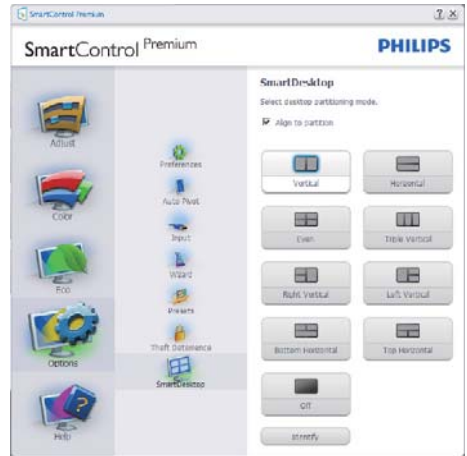 SmartControl Premium
SmartControl Premium
PHILIPS
Adjust
Color
Eco
Options
Help
Preferences
Auto Pivot
Input
Wizard
Presets
Theft Deterrence
SmartDesktop
SmartDesktop
Select desktop partitioning mode.
Align to partition
Vertical
Horizontal
Even
Triple Vertical
Right Vertical
Left Vertical
Bottom Horizontal
Top Horizontal
Off
Identify